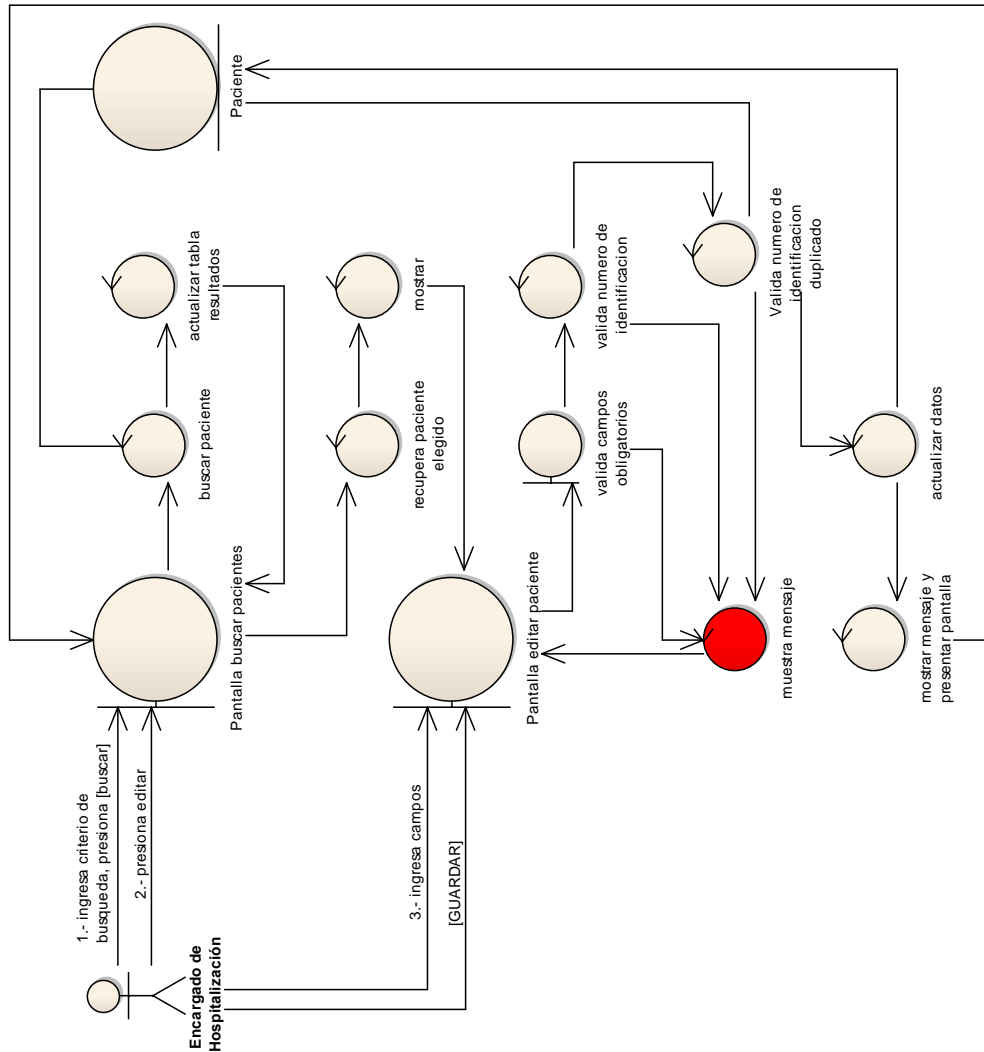 Encargado de
Hospitalización
1.- ingresa criterio de
busqueda, presiona [buscar]
2.- presiona editar
3.- ingresa campos
[GUARDAR]
Pantalla buscar pacientes
buscar paciente
actualizar tabla
resultados
Paciente
recupera paciente
elegido
mostrar
Pantalla editar paciente
valida campos
obligatorios
valida numero de
identificacion
Valida numero de
identificacion
duplicado
muestra mensaje
actualizar datos
mostrar mensaje y
presentar pantalla